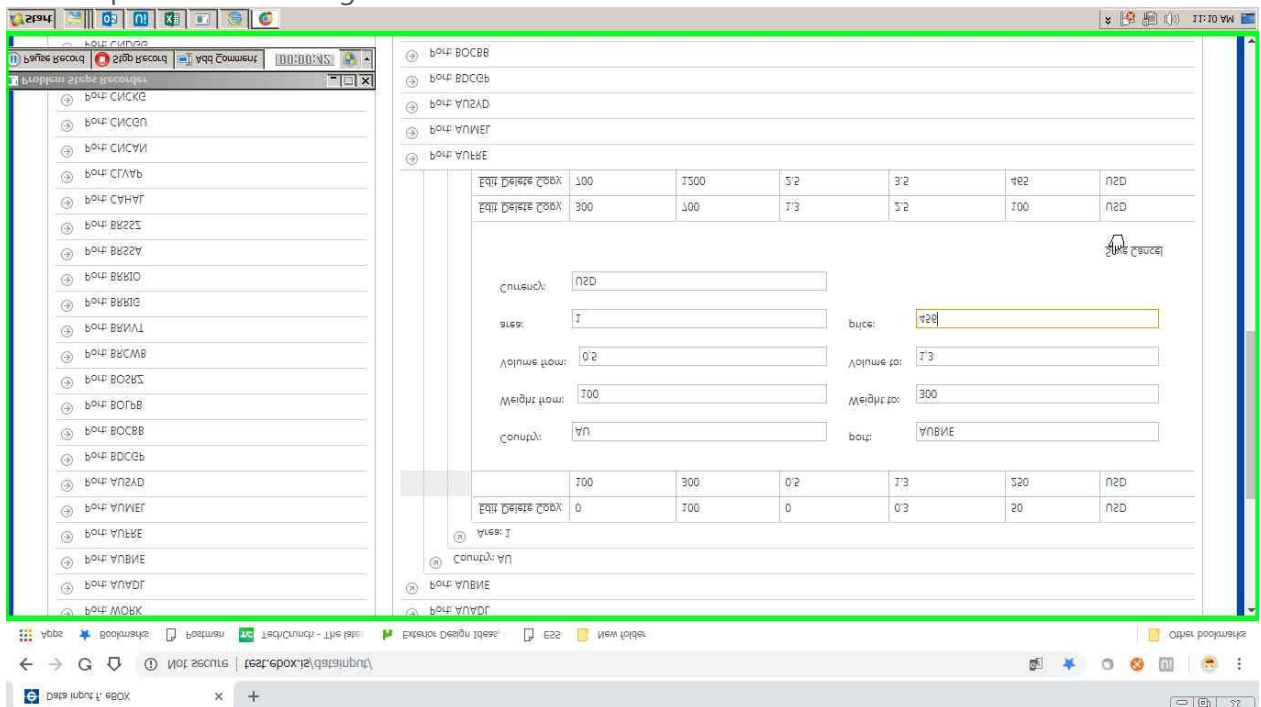 Data input f. eBOX
Not secure | test.ebox.is/datainput/
Apps Bookmarks Postman TechCrunch - The late Exterior Design Ideas, ESS New folder Other bookmarks
Port: WORK
Port: AUADL
Port: AUBNE
Port: AUFRE
Port: AUMEL
Port: AUSYD
Port: BDCGP
Port: BOCBB
Port: BOLPB
Port: BOSRZ
Port: BRCWB
Port: BRNVT
Port: BRRIG
Port: BRRIO
Port: BRSSA
Port: BRSSZ
Port: CAHAL
Port: CLVAP
Port: CNCAN
Port: CNCGU
Port: CNCKG
Problem Steps Recorder
Pause Record Stop Record Add Comment 00:00:42
Port: CNDGG
Port: AUADL
Port: AUBNE
Country: AU
Area: 1
Edit Delete Copy 0 100 0 0.3 50 USD
100 300 0.5 1.3 250 USD
Country: AU port: AUBNE
Weight from: 100 Weight to: 300
Volume from: 0.5 Volume to: 1.3
area: 1 price: 456
Currency: USD
Save Cancel
Edit Delete Copy 300 700 1.3 2.5 100 USD
Edit Delete Copy 700 1200 2.5 3.5 465 USD
Port: AUFRE
Port: AUMEL
Port: AUSYD
Port: BDCGP
Port: BOCBB
Start 11:10 AM